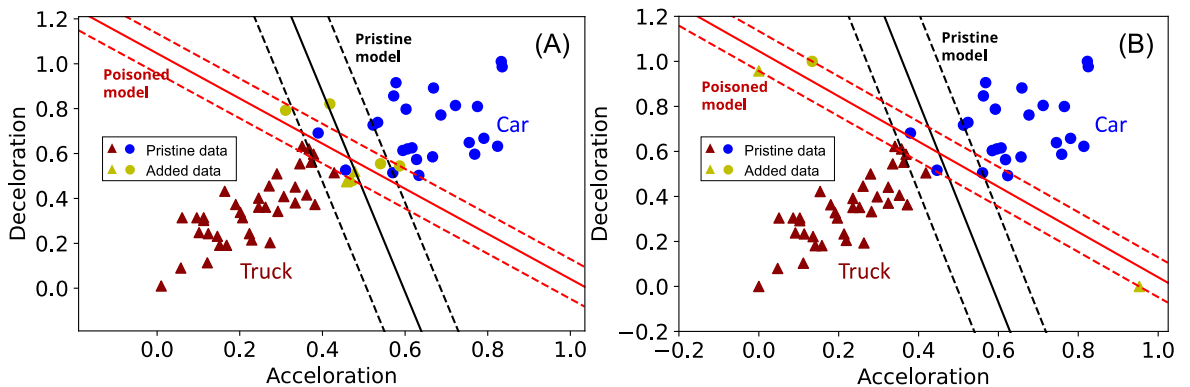 (A)
Pristine
model
Poisoned
model
Car
Pristine data
Added data
Truck
1.2
1.0
0.8
0.6
0.4
0.2
0.0
0.0 0.2 0.4 0.6 0.8 1.0
Deceloration
Acceloration
(B)
Pristine
model
Poisoned
model
Car
Pristine data
Added data
Truck
1.2
1.0
0.8
0.6
0.4
0.2
0.0
−0.2
−0.2 0.0 0.2 0.4 0.6 0.8 1.0
Deceloration
Acceloration